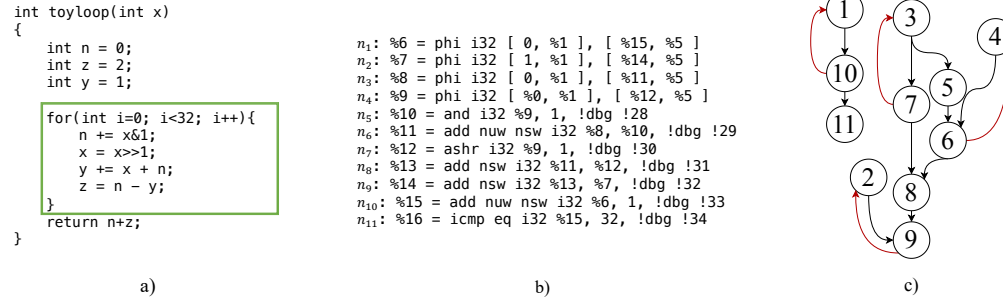 int toyloop(int x)
{
int n = 0;
int z = 2;
int y = 1;
for(int i=0; i<32; i++){
n += x&1;
x = x>>1;
y += x + n;
z = n − y;
}
return n+z;
}
a)
n₁: %6 = phi i32 [ 0, %1 ], [ %15, %5 ]
n₂: %7 = phi i32 [ 1, %1 ], [ %14, %5 ]
n₃: %8 = phi i32 [ 0, %1 ], [ %11, %5 ]
n₄: %9 = phi i32 [ %0, %1 ], [ %12, %5 ]
n₅: %10 = and i32 %9, 1, !dbg !28
n₆: %11 = add nuw nsw i32 %8, %10, !dbg !29
n₇: %12 = ashr i32 %9, 1, !dbg !30
n₈: %13 = add nsw i32 %11, %12, !dbg !31
n₉: %14 = add nsw i32 %13, %7, !dbg !32
n₁₀: %15 = add nuw nsw i32 %6, 1, !dbg !33
n₁₁: %16 = icmp eq i32 %15, 32, !dbg !34
b)
1
3
4
10
5
7
11
6
2
8
9
c)